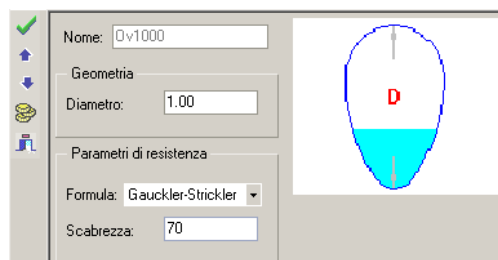 Nome: Ov1000
Geometria
Diametro: 1.00
D
Parametri di resistenza
Formula: Gauckler-Strickler
Scabrezza: 70